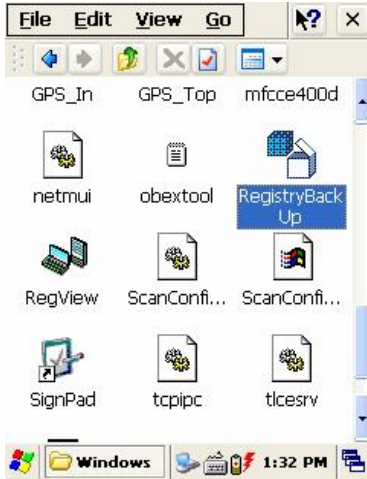 File Edit View Go ?
GPS_In GPS_Top mfcce400d
netmui obextool RegistryBack
Up
RegView ScanConfi... ScanConfi...
SignPad tcpipc tlcesrv
Windows 1:32 PM